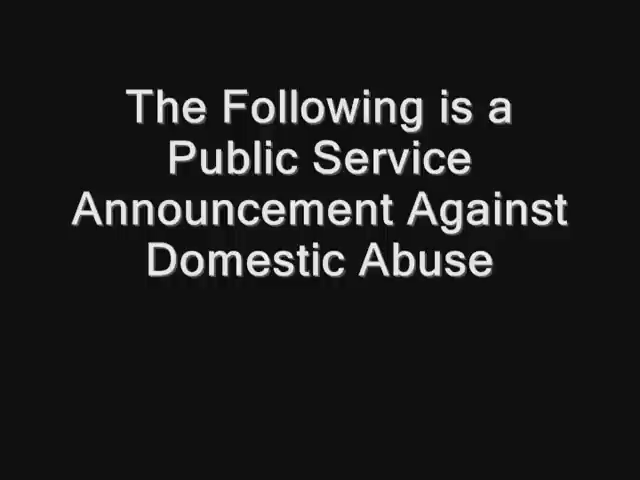 The Following is a
Public Service
Announcement Against
Domestic Abuse